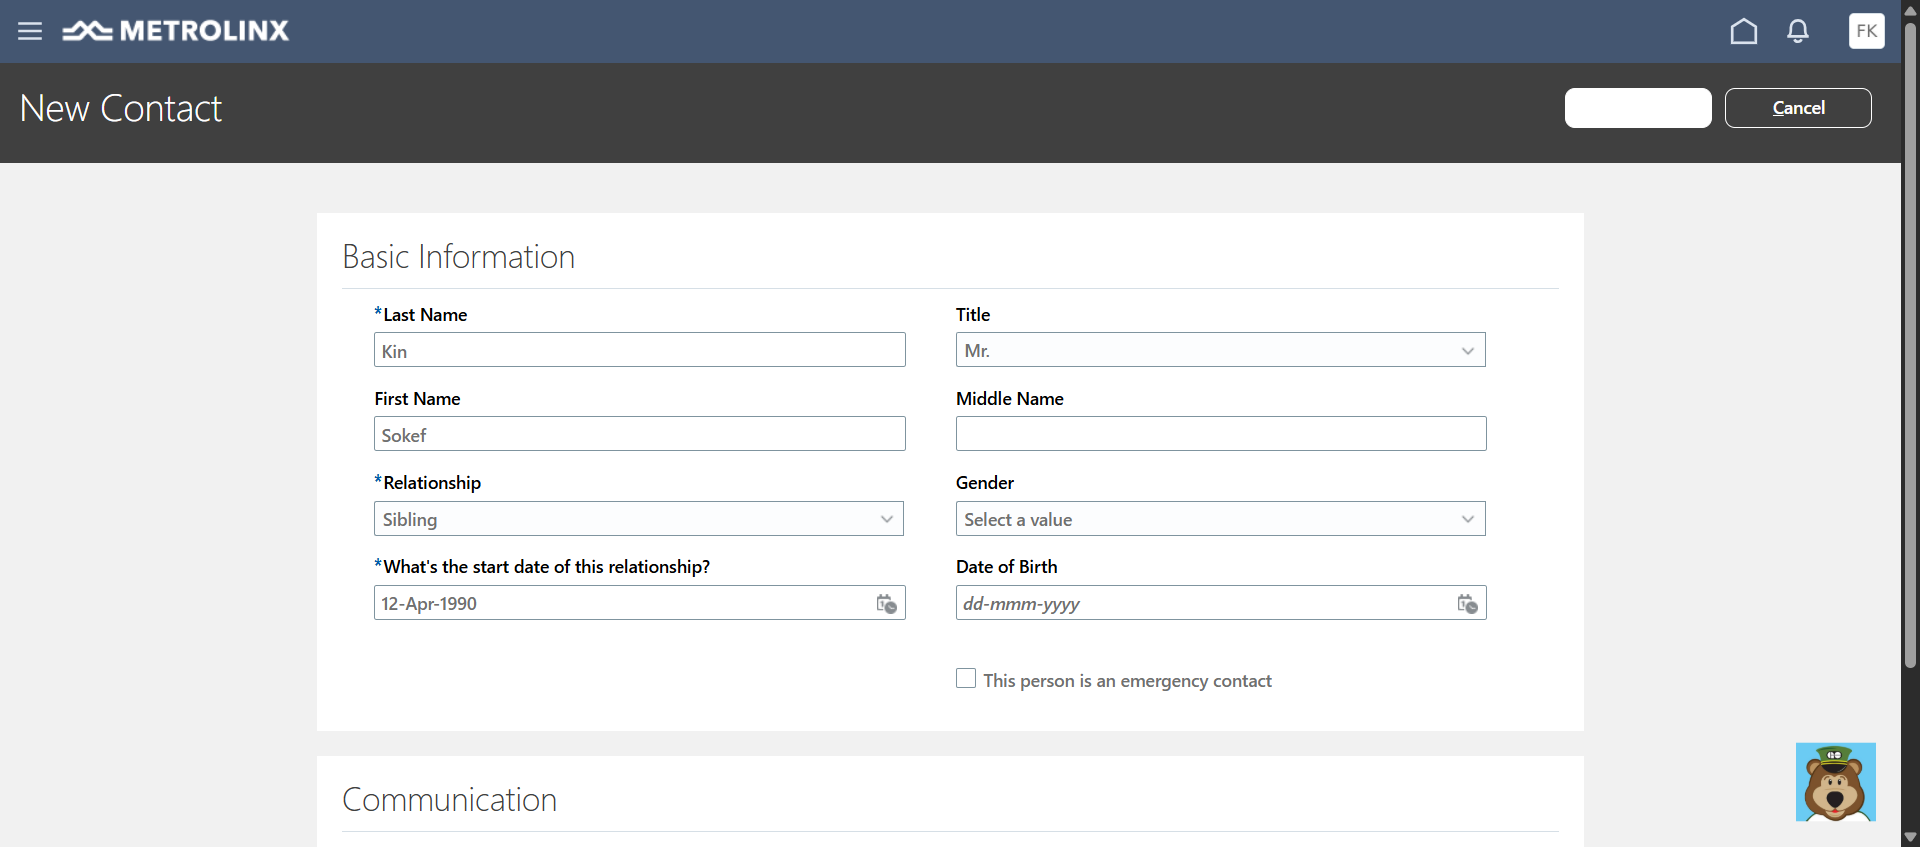 METROLINX
FK
New Contact
Cancel
Basic Information
*Last Name
Title
Kin
Mr.
First Name
Middle Name
Sokef
*Relationship
Gender
Sibling
Select a value
*What's the start date of this relationship?
Date of Birth
12-Apr-1990
dd-mmm-yyyy
This person is an emergency contact
GO
Communication